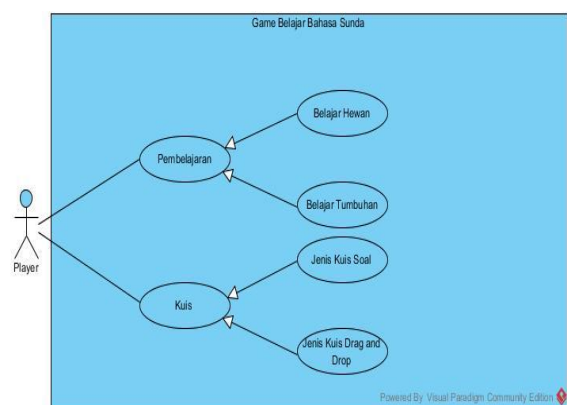 Game Belajar Bahasa Sunda
Belajar Hewan
Pembelajaran
Belajar Tumbuhan
Player
Jenis Kuis Soal
Kuis
Jenis Kuis Drag and
Drop
Powered By Visual Paradigm Community Edition